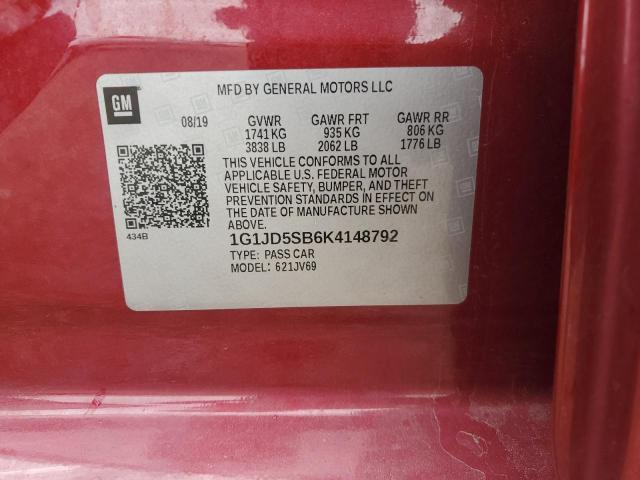 MFD BY GENERAL MOTORS LLC
GM
08/19 GVWR GAWR FRT GAWR RR
1741 KG 935 KG 806 KG
3838 LB 2062 LB 1776 LB
THIS VEHICLE CONFORMS TO ALL
APPLICABLE U.S. FEDERAL MOTOR
VEHICLE SAFETY, BUMPER, AND THEFT
PREVENTION STANDARDS IN EFFECT ON
THE DATE OF MANUFACTURE SHOWN
ABOVE.
434B
1G1JD5SB6K4148792
TYPE: PASS CAR
MODEL: 621JV69